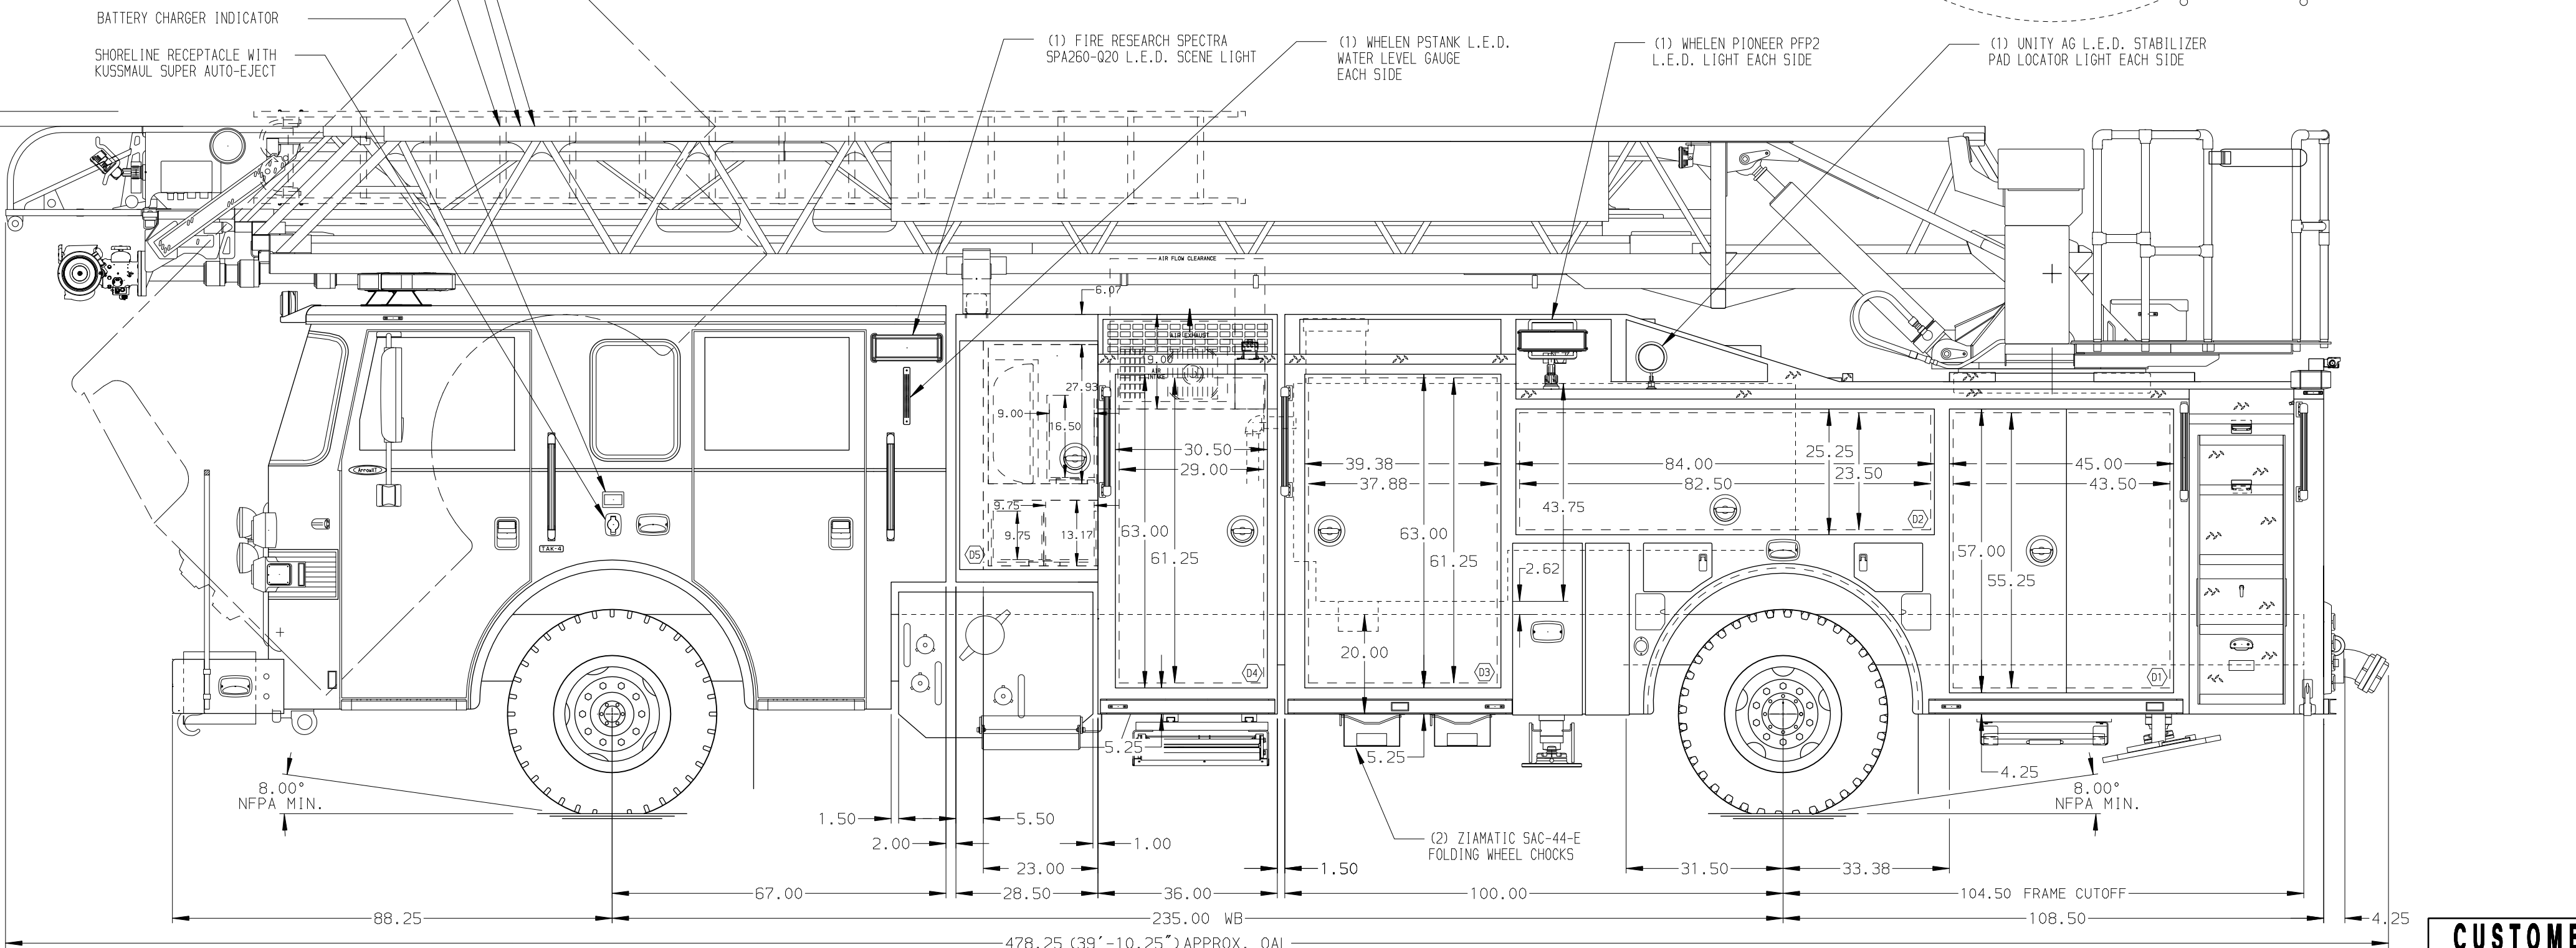 BATTERY CHARGER INDICATOR
SHORELINE RECEPTACLE WITH
KUSSMAUL SUPER AUTO-EJECT
(1) FIRE RESEARCH SPECTRA
SPA260-Q20 L.E.D. SCENE LIGHT
(1) WHELEN PSTANK L.E.D.
WATER LEVEL GAUGE
EACH SIDE
(1) WHELEN PIONEER PFP2
L.E.D. LIGHT EACH SIDE
(1) UNITY AG L.E.D. STABILIZER
PAD LOCATOR LIGHT EACH SIDE
AIR FLOW CLEARANCE
6.07
AIR EXHAUST
9.00
AIR
INTAKE
27.93
9.00
16.50
30.50
29.00
39.38
37.88
84.00
82.50
25.25
23.50
45.00
43.50
ArrowXT
TAK-4
9.75
9.75
13.17
D5
63.00
61.25
63.00
61.25
43.75
D2
57.00
55.25
2.62
20.00
D4
D3
D1
5.25
5.25
4.25
8.00°
NFPA MIN.
8.00°
NFPA MIN.
1.50
5.50
2.00
1.00
(2) ZIAMATIC SAC-44-E
FOLDING WHEEL CHOCKS
23.00
1.50
31.50
33.38
67.00
28.50
36.00
100.00
104.50 FRAME CUTOFF
88.25
235.00 WB
108.50
4.25
478.25 (39'-10.25") APPROX. OAL
CUSTOME